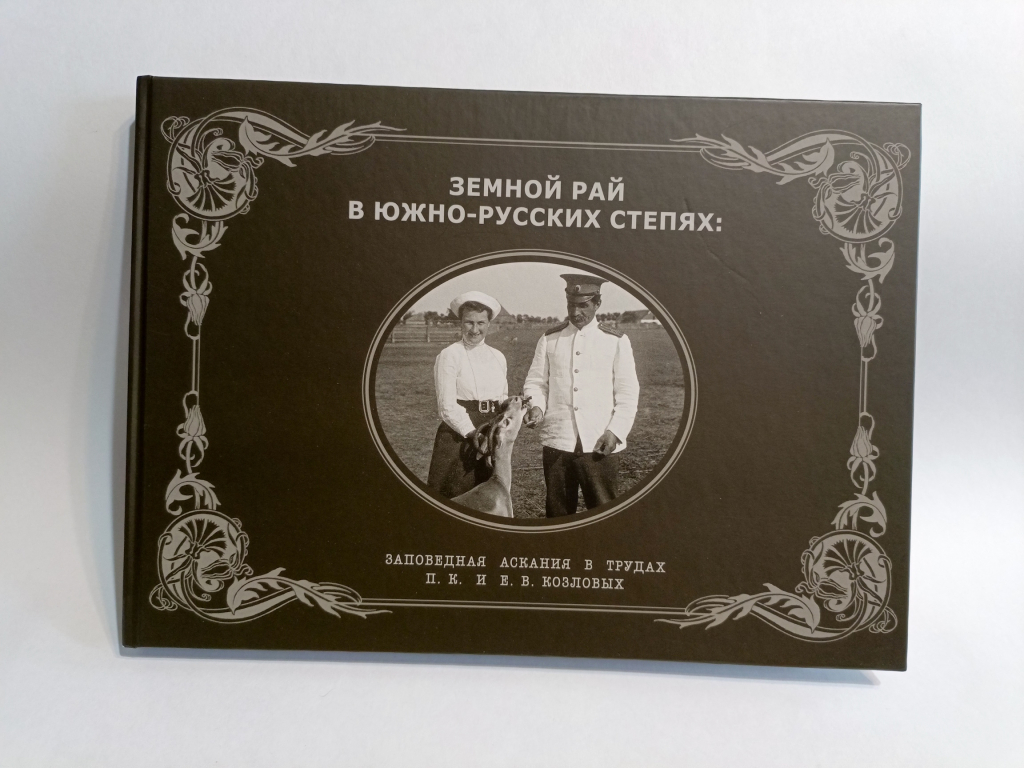 ЗЕМНОЙ РАЙ
В ЮЖНО-РУССКИХ СТЕПЯХ:
ЗАПОВЕДНАЯ АСКАНИЯ В ТРУДАХ
П. К. И Е. В. КОЗЛОВЫХ